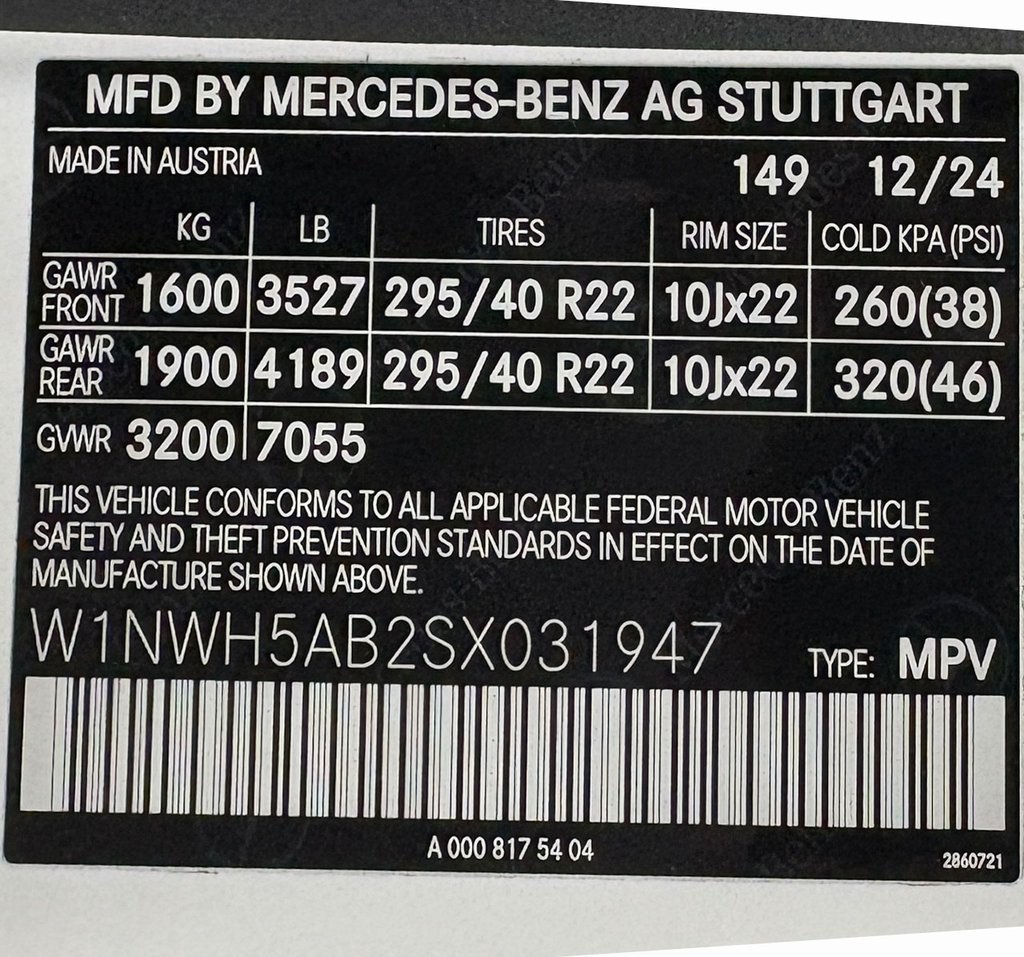 MFD BY MERCEDES-BENZ AG STUTTGART
MADE IN AUSTRIA 149 12/24
KG LB TIRES RIM SIZE COLD KPA (PSI)
GAWR FRONT 1600 3527 295/40 R22 10Jx22 260(38)
GAWR REAR 1900 4189 295/40 R22 10Jx22 320(46)
GVWR 3200 7055
THIS VEHICLE CONFORMS TO ALL APPLICABLE FEDERAL MOTOR VEHICLE
SAFETY AND THEFT PREVENTION STANDARDS IN EFFECT ON THE DATE OF
MANUFACTURE SHOWN ABOVE.
W1NWH5AB2SX031947 TYPE: MPV
A 000 817 54 04
2860721